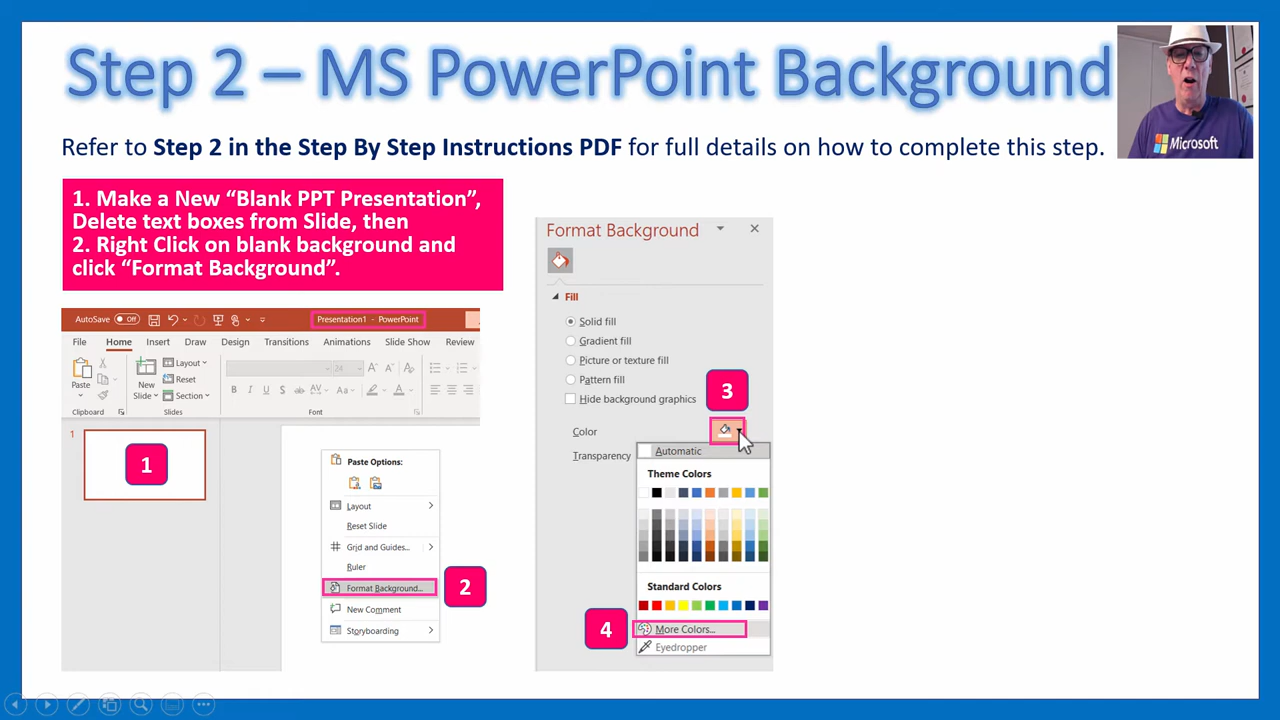 Step 2 – MS PowerPoint Background
Microsoft
Refer to Step 2 in the Step By Step Instructions PDF for full details on how to complete this step.
1. Make a New “Blank PPT Presentation”,
Delete text boxes from Slide, then
2. Right Click on blank background and
click “Format Background”.
AutoSave Off Presentation1 - PowerPoint
File Home Insert Draw Design Transitions Animations Slide Show Review
Paste
New
Slide
Layout
Reset
Section
24
B I U S ab AV Aa A
Clipboard Slides Font
1
1
Paste Options:
Layout
Reset Slide
Grid and Guides...
Ruler
Format Background...
New Comment
Storyboarding
2
Format Background
Fill
Solid fill
Gradient fill
Picture or texture fill
Pattern fill
Hide background graphics
3
Color
Transparency
Automatic
Theme Colors
Standard Colors
4
More Colors...
Eyedropper